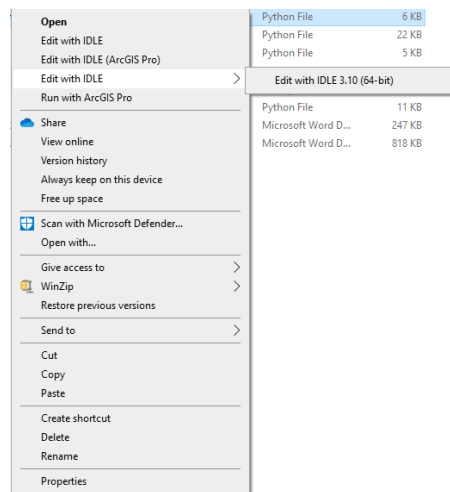 Open
Edit with IDLE
Edit with IDLE (ArcGIS Pro)
Edit with IDLE
Run with ArcGIS Pro
Share
View online
Version history
Always keep on this device
Free up space
Scan with Microsoft Defender...
Open with...
Give access to
WinZip
Restore previous versions
Send to
Cut
Copy
Paste
Create shortcut
Delete
Rename
Properties
Edit with IDLE 3.10 (64-bit)
Python File 6 KB
Python File 22 KB
Python File 5 KB
Python File 11 KB
Microsoft Word D... 247 KB
Microsoft Word D... 818 KB